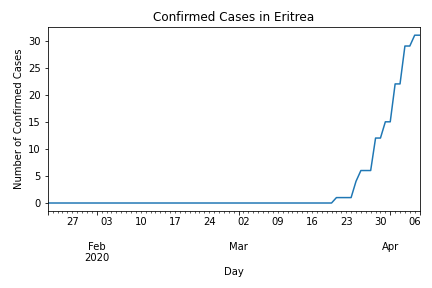 Confirmed Cases in Eritrea
Number of Confirmed Cases
30
25
20
15
10
5
0
27 03 10 17 24 02 09 16 23 30 06
Feb Mar Apr
2020
Day